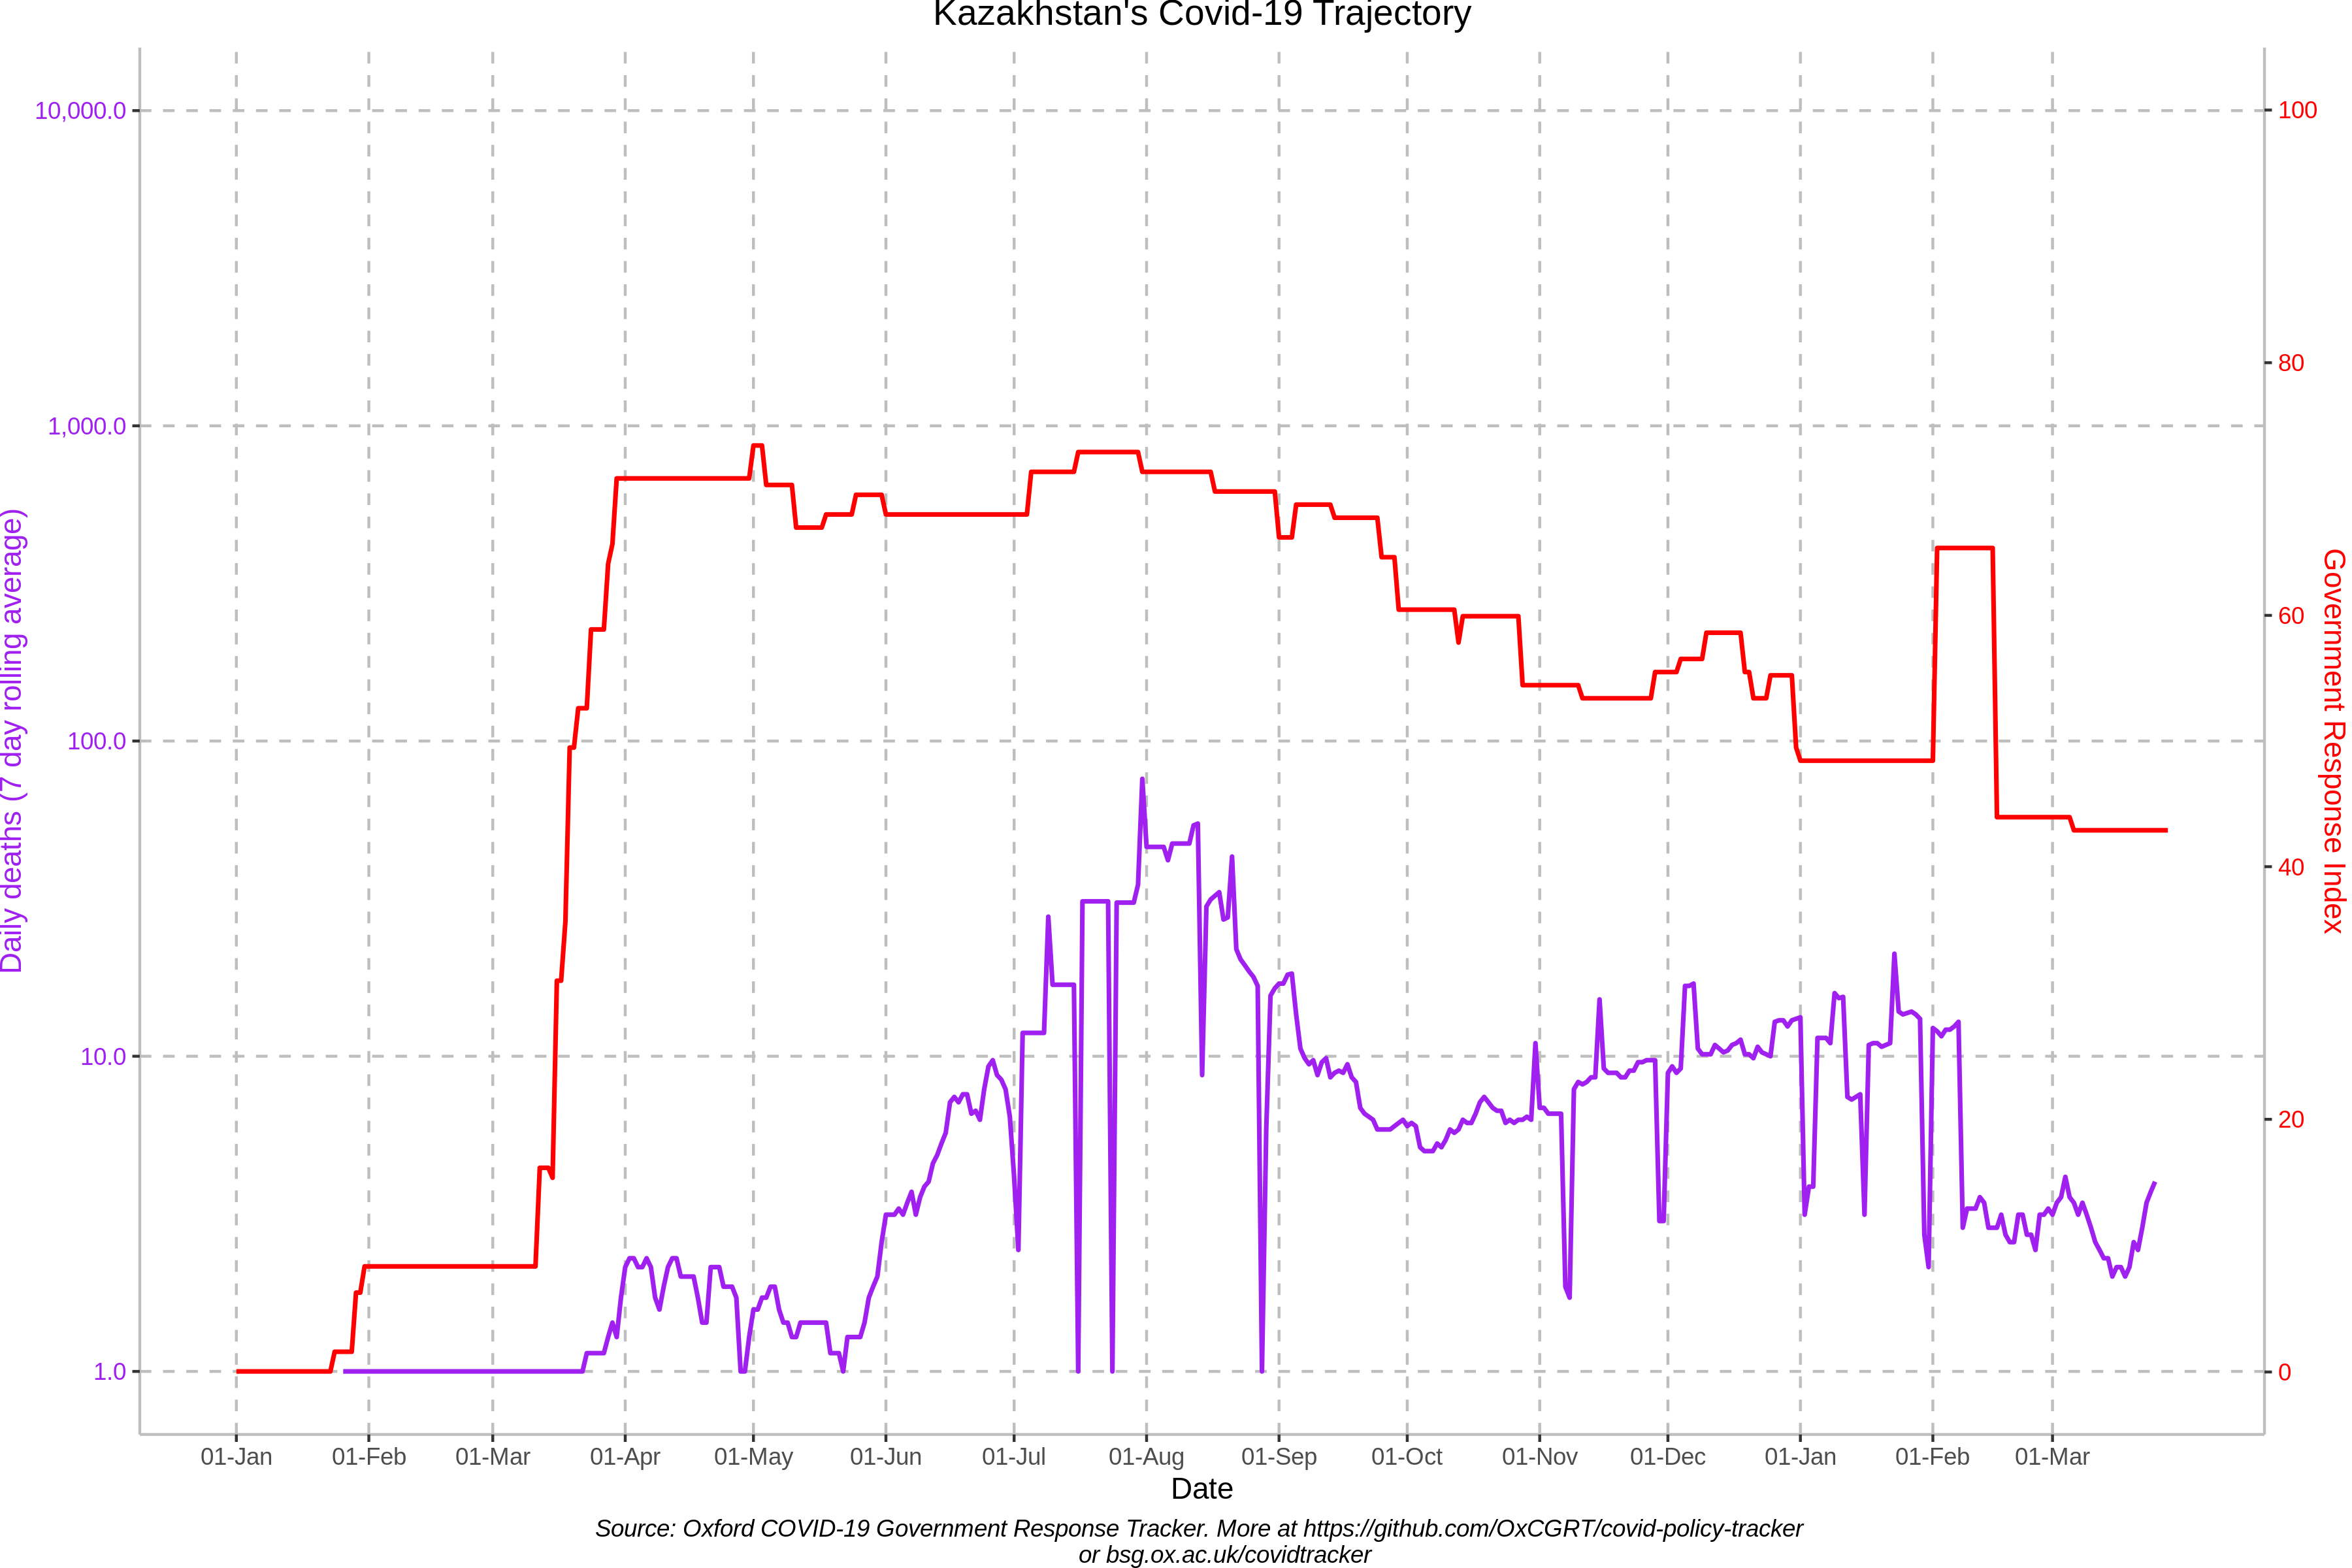 Kazakhstan's Covid-19 Trajectory
10,000.0
1,000.0
100.0
10.0
1.0
Daily deaths (7 day rolling average)
100
80
60
40
20
0
Government Response Index
01-Jan 01-Feb 01-Mar 01-Apr 01-May 01-Jun 01-Jul 01-Aug 01-Sep 01-Oct 01-Nov 01-Dec 01-Jan 01-Feb 01-Mar
Date
Source: Oxford COVID-19 Government Response Tracker. More at https://github.com/OxCGRT/covid-policy-tracker
or bsg.ox.ac.uk/covidtracker